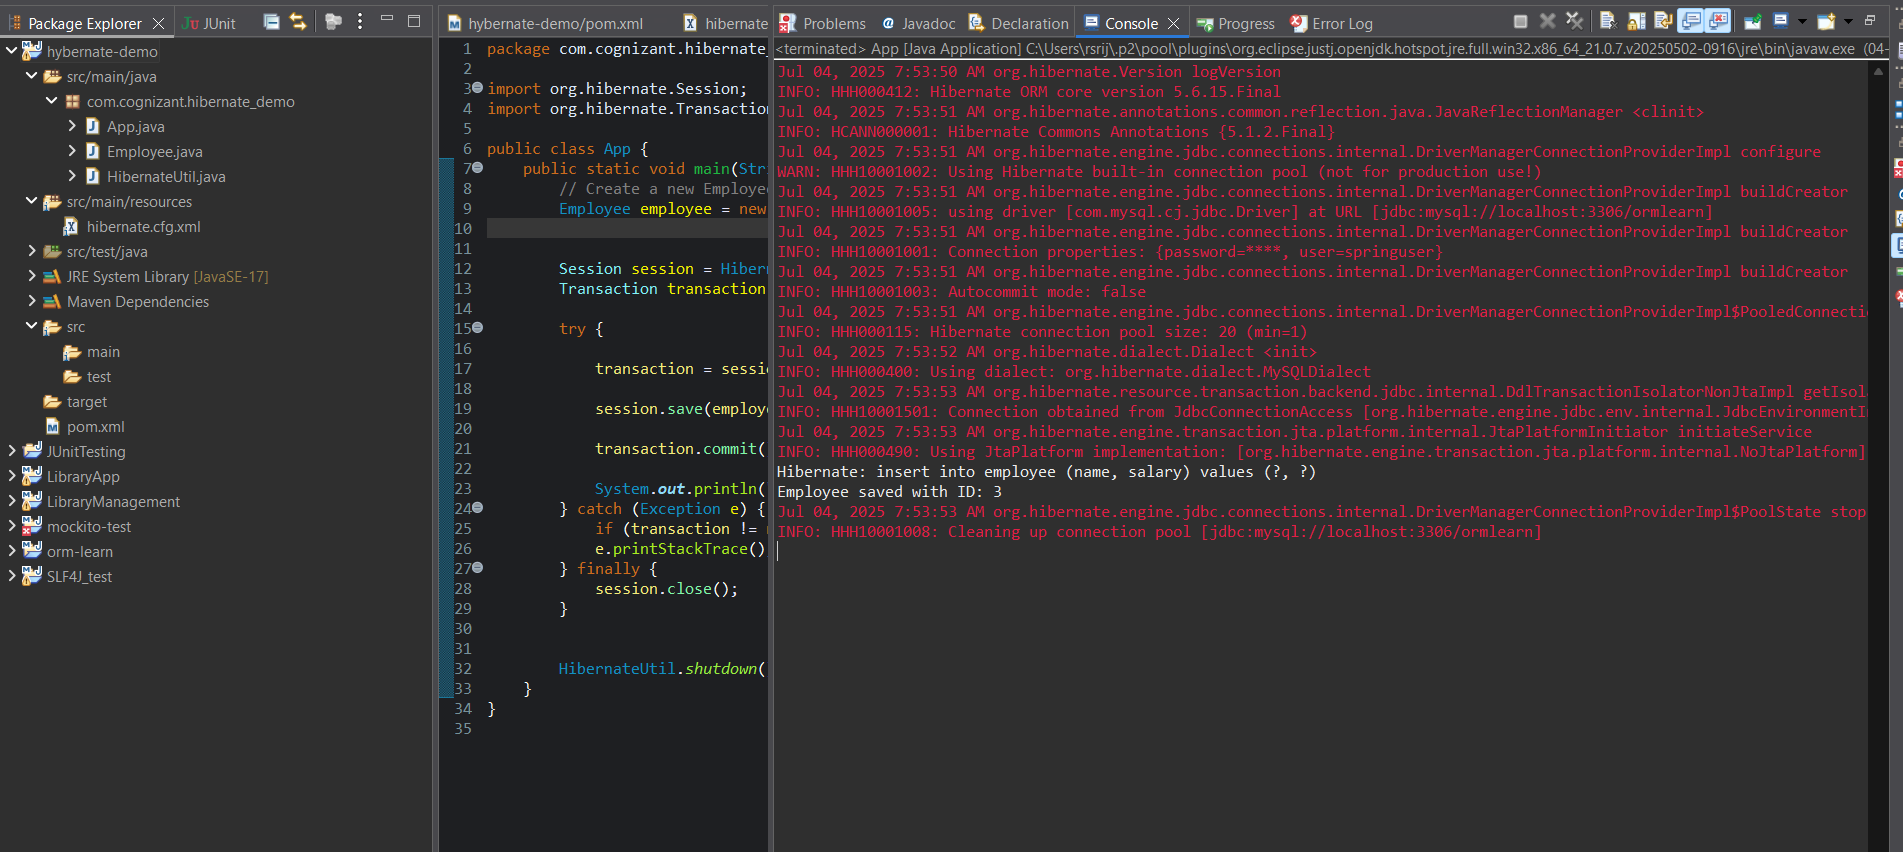 Package Explorer
JUnit
hybernate-demo
src/main/java
com.cognizant.hibernate_demo
App.java
Employee.java
HibernateUtil.java
src/main/resources
hibernate.cfg.xml
src/test/java
JRE System Library [JavaSE-17]
Maven Dependencies
src
main
test
target
pom.xml
JUnitTesting
LibraryApp
LibraryManagement
mockito-test
orm-learn
SLF4J_test
hybernate-demo/pom.xml
hibernate
1 package com.cognizant.hibernate_
2
3 import org.hibernate.Session;
4 import org.hibernate.Transaction
5
6 public class App {
7 public static void main(Stri
8 // Create a new Employee
9 Employee employee = new
10
11
12 Session session = Hibern
13 Transaction transaction
14
15 try {
16
17 transaction = sessi
18
19 session.save(employe
20
21 transaction.commit(
22
23 System.out.println(
24 } catch (Exception e) {
25 if (transaction !=
26 e.printStackTrace()
27 } finally {
28 session.close();
29 }
30
31
32 HibernateUtil.shutdown(
33 }
34 }
35
Problems
Javadoc
Declaration
Console
Progress
Error Log
<terminated> App [Java Application] C:\Users\rsrij\.p2\pool\plugins\org.eclipse.justj.openjdk.hotspot.jre.full.win32.x86_64_21.0.7.v20250502-0916\jre\bin\javaw.exe (04-
Jul 04, 2025 7:53:50 AM org.hibernate.Version logVersion
INFO: HHH000412: Hibernate ORM core version 5.6.15.Final
Jul 04, 2025 7:53:51 AM org.hibernate.annotations.common.reflection.java.JavaReflectionManager <clinit>
INFO: HCANN000001: Hibernate Commons Annotations {5.1.2.Final}
Jul 04, 2025 7:53:51 AM org.hibernate.engine.jdbc.connections.internal.DriverManagerConnectionProviderImpl configure
WARN: HHH10001002: Using Hibernate built-in connection pool (not for production use!)
Jul 04, 2025 7:53:51 AM org.hibernate.engine.jdbc.connections.internal.DriverManagerConnectionProviderImpl buildCreator
INFO: HHH10001005: using driver [com.mysql.cj.jdbc.Driver] at URL [jdbc:mysql://localhost:3306/ormlearn]
Jul 04, 2025 7:53:51 AM org.hibernate.engine.jdbc.connections.internal.DriverManagerConnectionProviderImpl buildCreator
INFO: HHH10001001: Connection properties: {password=****, user=springuser}
Jul 04, 2025 7:53:51 AM org.hibernate.engine.jdbc.connections.internal.DriverManagerConnectionProviderImpl buildCreator
INFO: HHH10001003: Autocommit mode: false
Jul 04, 2025 7:53:51 AM org.hibernate.engine.jdbc.connections.internal.DriverManagerConnectionProviderImpl$PooledConnecti
INFO: HHH000115: Hibernate connection pool size: 20 (min=1)
Jul 04, 2025 7:53:52 AM org.hibernate.dialect.Dialect <init>
INFO: HHH000400: Using dialect: org.hibernate.dialect.MySQLDialect
Jul 04, 2025 7:53:53 AM org.hibernate.resource.transaction.backend.jdbc.internal.DdlTransactionIsolatorNonJtaImpl getIsol
INFO: HHH10001501: Connection obtained from JdbcConnectionAccess [org.hibernate.engine.jdbc.env.internal.JdbcEnvironmentI
Jul 04, 2025 7:53:53 AM org.hibernate.engine.transaction.jta.platform.internal.JtaPlatformInitiator initiateService
INFO: HHH000490: Using JtaPlatform implementation: [org.hibernate.engine.transaction.jta.platform.internal.NoJtaPlatform]
Hibernate: insert into employee (name, salary) values (?, ?)
Employee saved with ID: 3
Jul 04, 2025 7:53:53 AM org.hibernate.engine.jdbc.connections.internal.DriverManagerConnectionProviderImpl$PoolState stop
INFO: HHH10001008: Cleaning up connection pool [jdbc:mysql://localhost:3306/ormlearn]